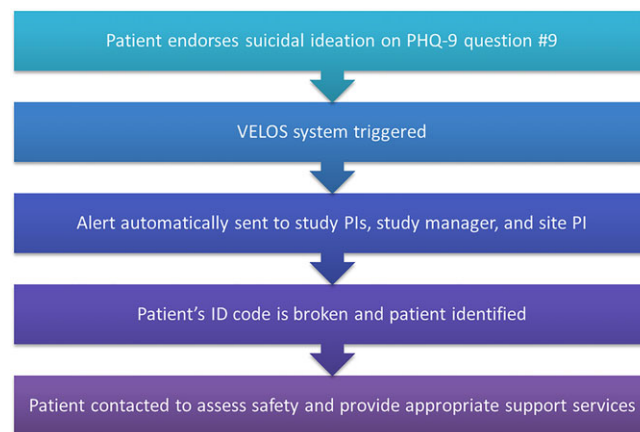 Patient endorses suicidal ideation on PHQ-9 question #9
VELOS system triggered
Alert automatically sent to study PIs, study manager, and site PI
Patient's ID code is broken and patient identified
Patient contacted to assess safety and provide appropriate support services